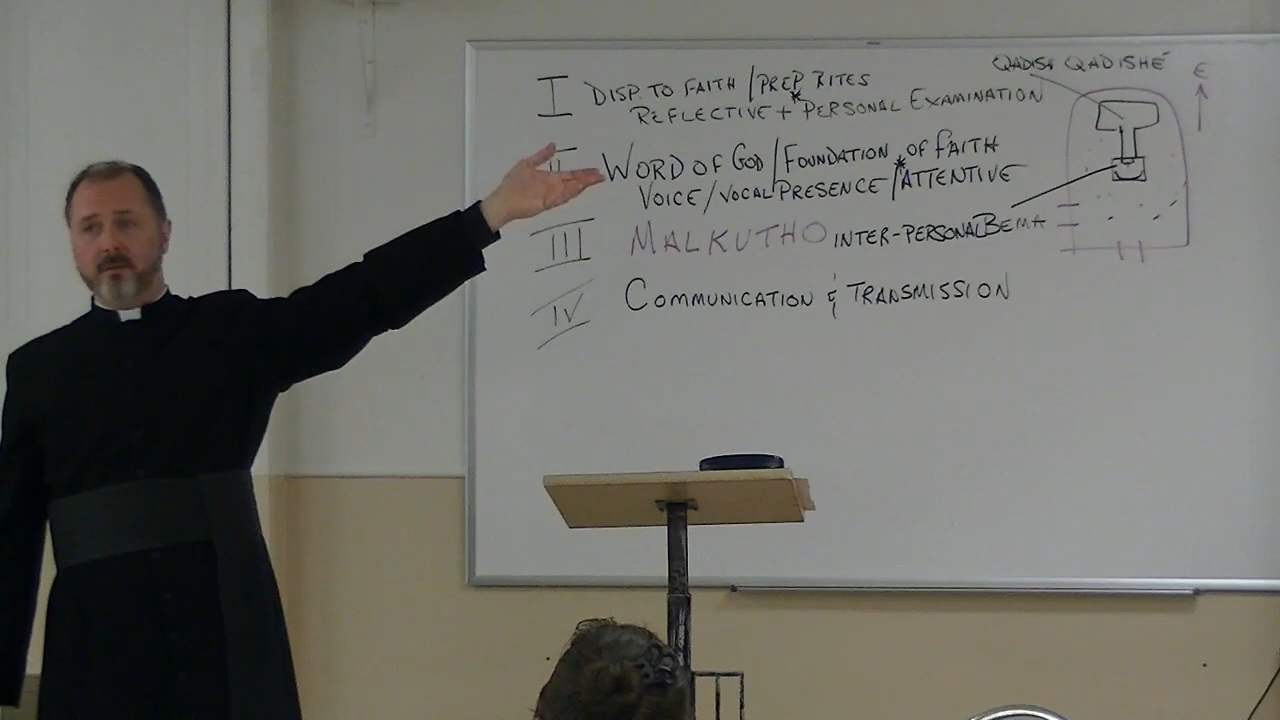 QADISH QADISHE
E
I DISP TO FAITH / PREP RITES
REFLECTIVE + * PERSONAL EXAMINATION
II WORD OF GOD / FOUNDATION OF FAITH
VOICE / VOCAL PRESENCE / * ATTENTIVE
III MALKUTHO INTER-PERSONAL BEMA
IV COMMUNICATION & TRANSMISSION